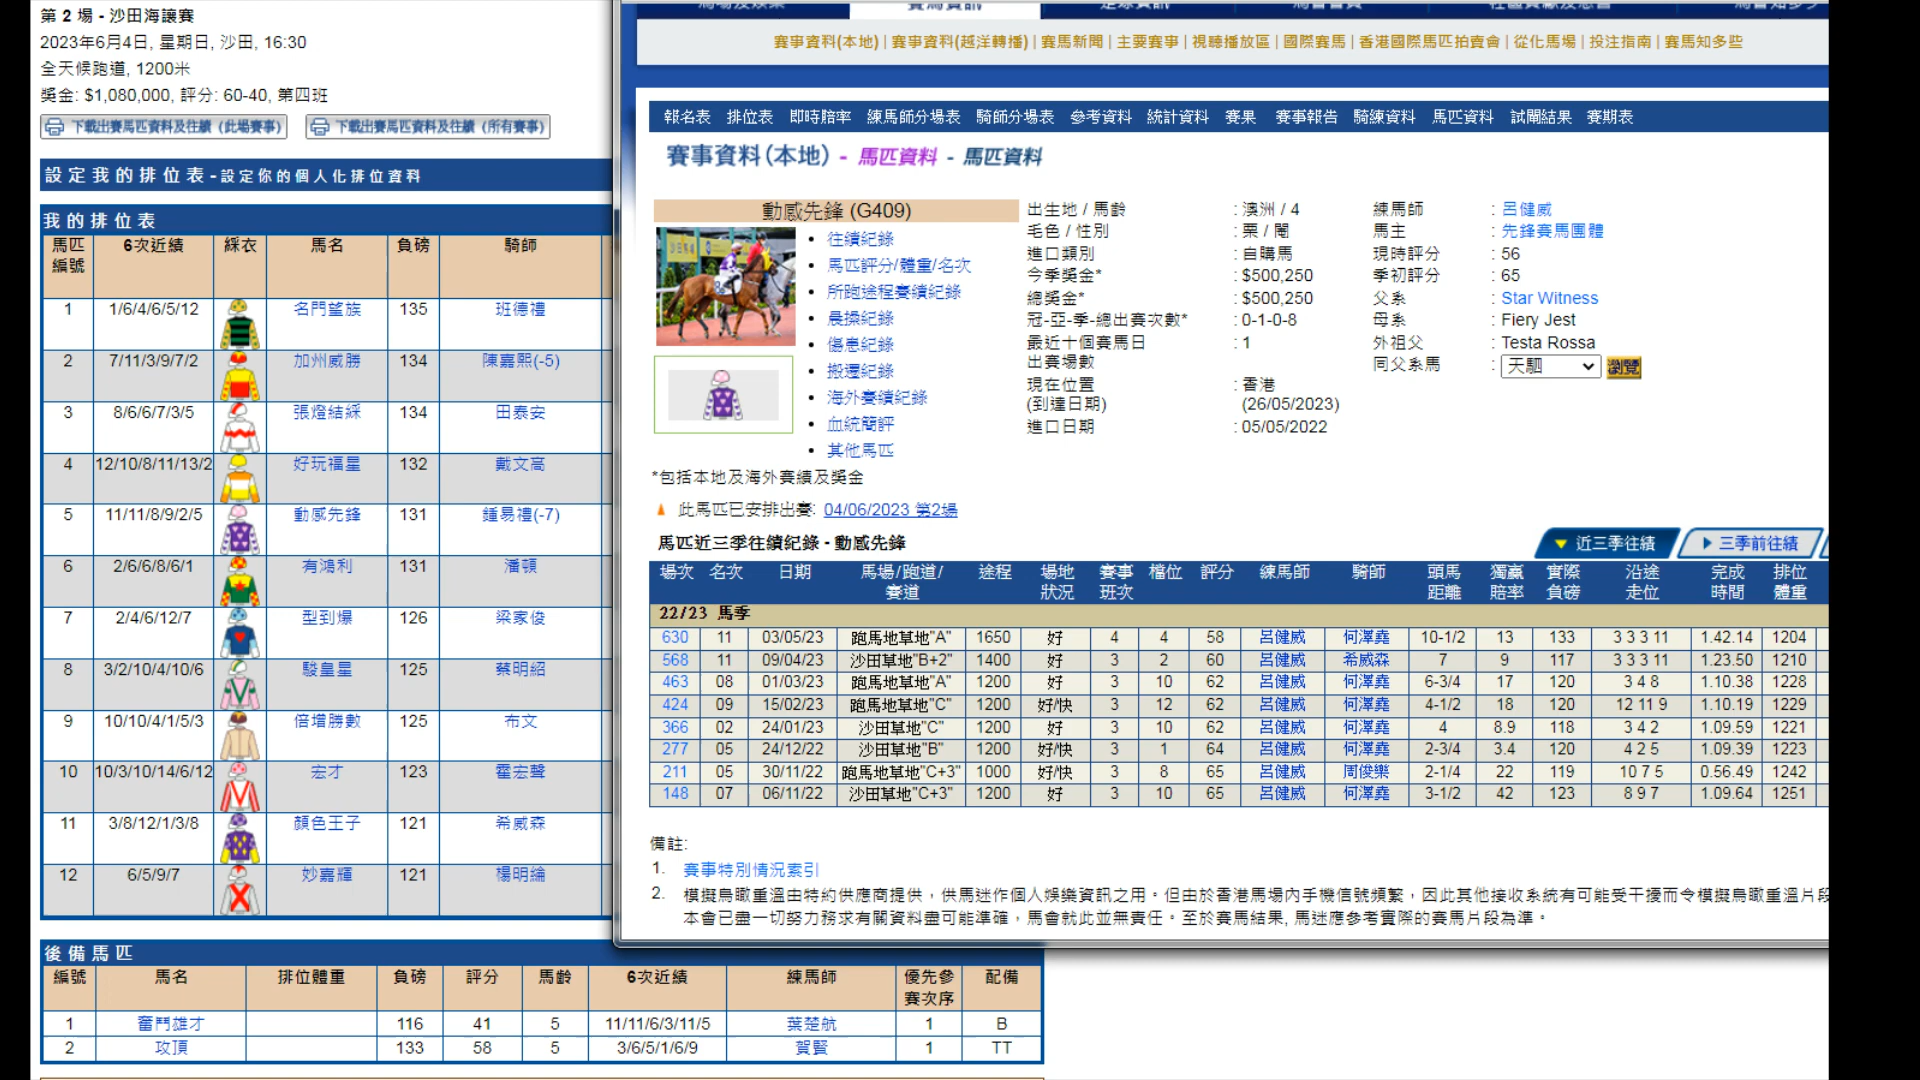 第 2 場 - 沙田海讓賽
2023年6月4日, 星期日, 沙田, 16:30
全天候跑道, 1200米
獎金: $1,080,000, 評分: 60-40, 第四班
下載出賽馬匹資料及往績 (此場賽事) 下載出賽馬匹資料及往績 (所有賽事)
設定我的排位表-設定你的個人化排位資料
我的排位表
馬匹編號 6次近績 綵衣 馬名 負磅 騎師
1 1/6/4/6/5/12 名門望族 135 班德禮
2 7/11/3/9/7/2 加州威勝 134 陳嘉熙(-5)
3 8/6/6/7/3/5 張燈結綵 134 田泰安
4 12/10/8/11/13/2 好玩福星 132 戴文高
5 11/11/8/9/2/5 動感先鋒 131 鍾易禮(-7)
6 2/6/6/8/6/1 有鴻利 131 潘頓
7 2/4/6/12/7 型到爆 126 梁家俊
8 3/2/10/4/10/6 駿皇星 125 蔡明紹
9 10/10/4/1/5/3 倍增勝數 125 布文
10 10/3/10/14/6/12 宏才 123 霍宏聲
11 3/8/12/1/3/8 顏色王子 121 希威森
12 6/5/9/7 妙嘉輝 121 楊明綸
後備馬匹
編號 馬名 排位體重 負磅 評分 馬齡 6次近績 練馬師 優先參賽次序 配備
1 奮鬥雄才 116 41 5 11/11/6/3/11/5 葉楚航 1 B
2 攻頂 133 58 5 3/6/5/1/6/9 賀賢 1 TT
賽馬資訊
賽事資料(本地) | 賽事資料(越洋轉播) | 賽馬新聞 | 主要賽事 | 視聽播放區 | 國際賽馬 | 香港國際馬匹拍賣會 | 從化馬場 | 投注指南 | 賽馬知多些
報名表 排位表 即時賠率 練馬師分場表 騎師分場表 參考資料 統計資料 賽果 賽事報告 騎練資料 馬匹資料 試閘結果 賽期表
賽事資料(本地) - 馬匹資料 - 馬匹資料
動感先鋒 (G409)
往績紀錄
馬匹評分/體重/名次
所跑途程賽績紀錄
晨操紀錄
傷患紀錄
搬遷紀錄
海外賽績紀錄
血統簡評
其他馬匹
出生地 / 馬齡 : 澳洲 / 4 練馬師 : 呂健威
毛色 / 性別 : 栗 / 閹 馬主 : 先鋒賽馬團體
進口類別 : 自購馬 現時評分 : 56
今季獎金* : $500,250 季初評分 : 65
總獎金* : $500,250 父系 : Star Witness
冠-亞-季-總出賽次數* : 0-1-0-8 母系 : Fiery Jest
最近十個賽馬日 : 1 外祖父 : Testa Rossa
出賽場數 同父系馬 : 天駟 瀏覽
現在位置 : 香港
(到達日期) (26/05/2023)
進口日期 : 05/05/2022
*包括本地及海外賽績及獎金
此馬匹已安排出賽: 04/06/2023 第2場
馬匹近三季往績紀錄 - 動感先鋒 近三季往績 三季前往績
場次 名次 日期 馬場/跑道/賽道 途程 場地狀況 賽事班次 檔位 評分 練馬師 騎師 頭馬距離 獨贏賠率 實際負磅 沿途走位 完成時間 排位體重
22/23 馬季
630 11 03/05/23 跑馬地草地"A" 1650 好 4 4 58 呂健威 何澤堯 10-1/2 13 133 3 3 3 11 1.42.14 1204
568 11 09/04/23 沙田草地"B+2" 1400 好 3 2 60 呂健威 希威森 7 9 117 3 3 3 11 1.23.50 1210
463 08 01/03/23 跑馬地草地"A" 1200 好 3 10 62 呂健威 何澤堯 6-3/4 17 120 3 4 8 1.10.38 1228
424 09 15/02/23 跑馬地草地"C" 1200 好/快 3 12 62 呂健威 何澤堯 4-1/2 18 120 12 11 9 1.10.19 1229
366 02 24/01/23 沙田草地"C" 1200 好 3 10 62 呂健威 何澤堯 4 8.9 118 3 4 2 1.09.59 1221
277 05 24/12/22 沙田草地"B" 1200 好/快 3 1 64 呂健威 何澤堯 2-3/4 3.4 120 4 2 5 1.09.39 1223
211 05 30/11/22 跑馬地草地"C+3" 1000 好/快 3 8 65 呂健威 周俊樂 2-1/4 22 119 10 7 5 0.56.49 1242
148 07 06/11/22 沙田草地"C+3" 1200 好 3 10 65 呂健威 何澤堯 3-1/2 42 123 8 9 7 1.09.64 1251
備註:
1. 賽事特別情況索引
2. 模擬鳥瞰重溫由特約供應商提供，供馬迷作個人娛樂資訊之用。但由於香港馬場內手機信號頻繁，因此其他接收系統有可能受干擾而令模擬鳥瞰重溫片段
本會已盡一切努力務求有關資料盡可能準確，馬會就此並無責任。至於賽馬結果, 馬迷應參考實際的賽馬片段為準。